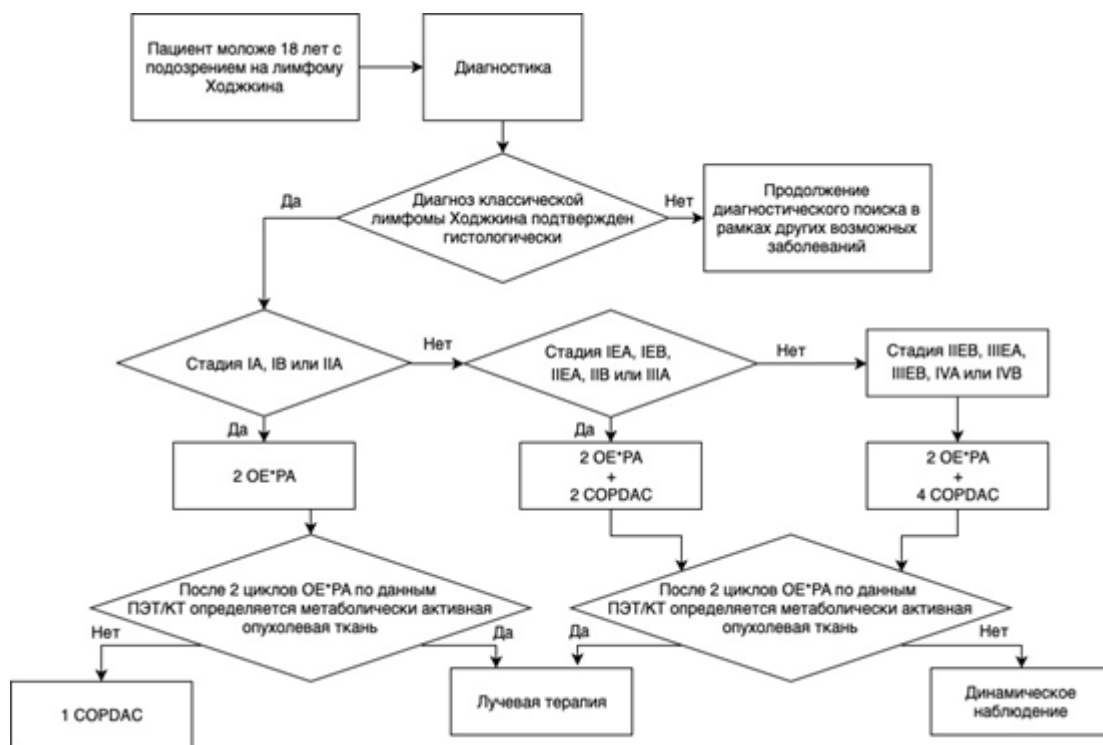 Пациент моложе 18 лет с
подозрением на лимфому
Ходжкина
Диагностика
Диагноз классической
лимфомы Ходжкина подтвержден
гистологически
Да
Нет
Продолжение
диагностического поиска в
рамках других возможных
заболеваний
Стадия IA, IB или IIA
Нет
Стадия IEA, IEB,
IIEA, IIB или IIIA
Нет
Стадия IIEB, IIIEA,
IIIEB, IVA или IVB
Да
Да
2 OE*PA
2 OE*PA
+
2 COPDAC
2 OE*PA
+
4 COPDAC
После 2 циклов OE*PA по данным
ПЭТ/КТ определяется метаболически активная
опухолевая ткань
После 2 циклов OE*PA по данным
ПЭТ/КТ определяется метаболически активная
опухолевая ткань
Нет
Да
Да
Нет
1 COPDAC
Лучевая терапия
Динамическое
наблюдение